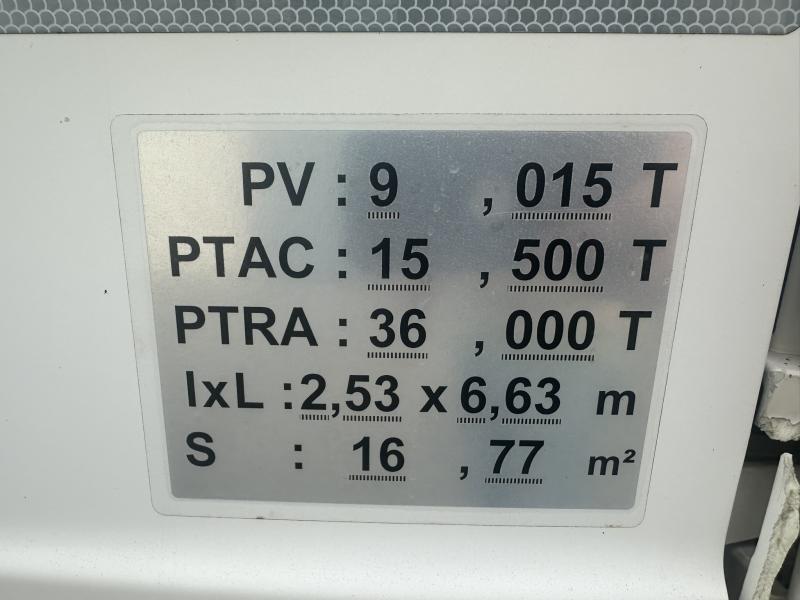 PV : 9 , 015 T
PTAC : 15 , 500 T
PTRA : 36 , 000 T
lxL : 2,53 x 6,63 m
S : 16 , 77 m²